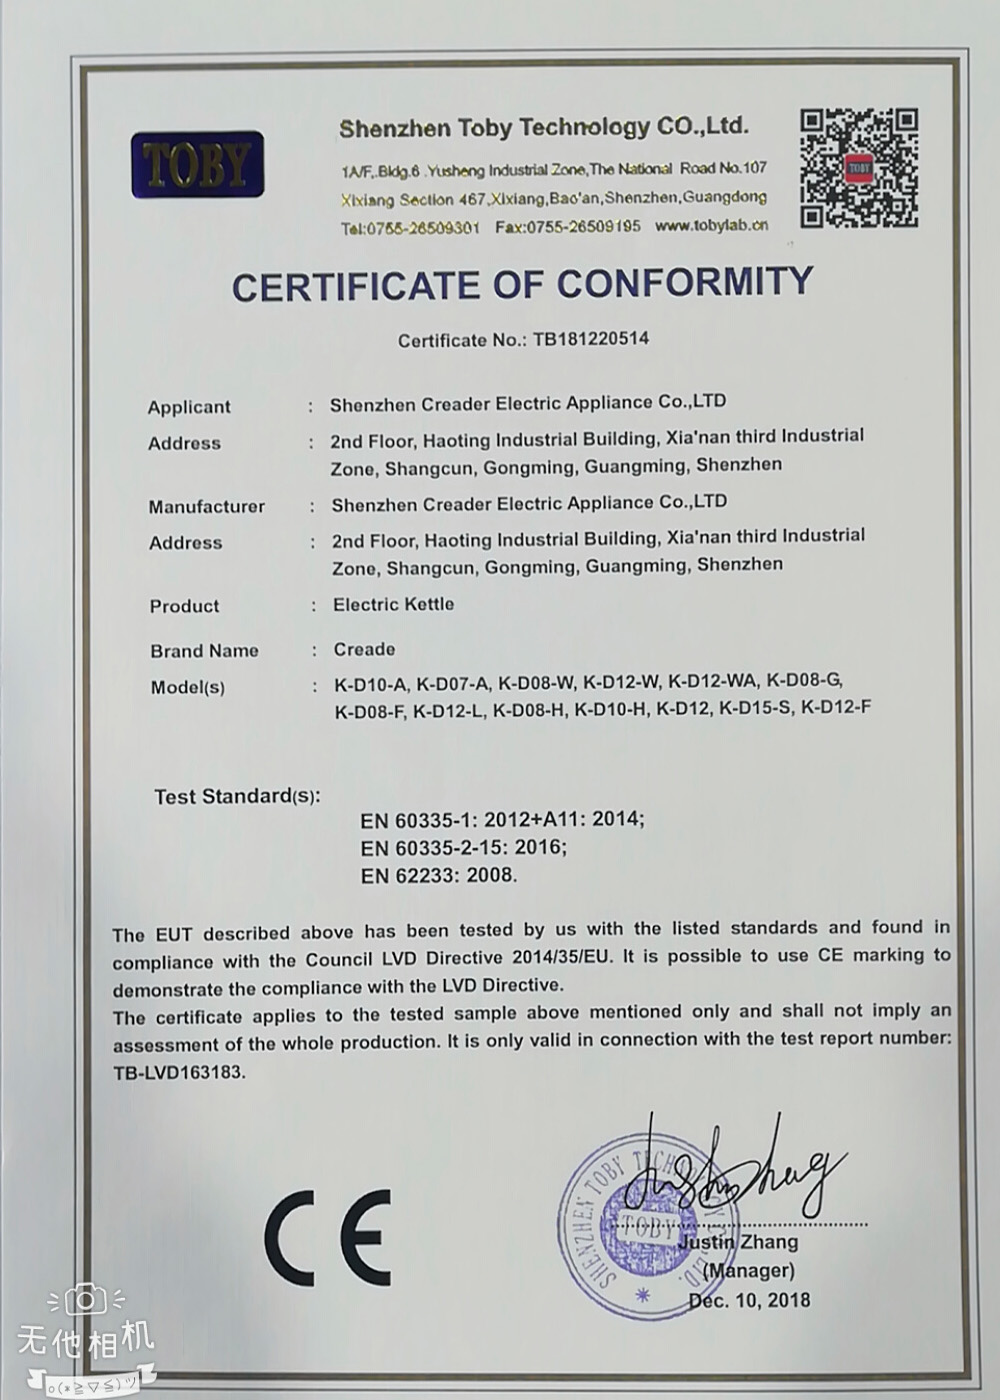 TOBY
Shenzhen Toby Technology CO.,Ltd.
1A/F,.Bldg.6 .Yusheng Industrial Zone,The National Road No.107
Xixiang Section 467,Xixiang,Bao'an,Shenzhen,Guangdong
Tel:0755-26509301 Fax:0755-26509195 www.tobylab.cn
TOBY
CERTIFICATE OF CONFORMITY
Certificate No.: TB181220514
Applicant : Shenzhen Creader Electric Appliance Co.,LTD
Address : 2nd Floor, Haoting Industrial Building, Xia'nan third Industrial
Zone, Shangcun, Gongming, Guangming, Shenzhen
Manufacturer : Shenzhen Creader Electric Appliance Co.,LTD
Address : 2nd Floor, Haoting Industrial Building, Xia'nan third Industrial
Zone, Shangcun, Gongming, Guangming, Shenzhen
Product : Electric Kettle
Brand Name : Creade
Model(s) : K-D10-A, K-D07-A, K-D08-W, K-D12-W, K-D12-WA, K-D08-G,
K-D08-F, K-D12-L, K-D08-H, K-D10-H, K-D12, K-D15-S, K-D12-F
Test Standard(s):
EN 60335-1: 2012+A11: 2014;
EN 60335-2-15: 2016;
EN 62233: 2008.
The EUT described above has been tested by us with the listed standards and found in
compliance with the Council LVD Directive 2014/35/EU. It is possible to use CE marking to
demonstrate the compliance with the LVD Directive.
The certificate applies to the tested sample above mentioned only and shall not imply an
assessment of the whole production. It is only valid in connection with the test report number:
TB-LVD163183.
CE
SHENZHEN TOBY TECHNOLOGY CO., LTD.
TOBY
Justin Zhang
Justin Zhang
(Manager)
Dec. 10, 2018
无他相机
o(*≧▽≦)ツ